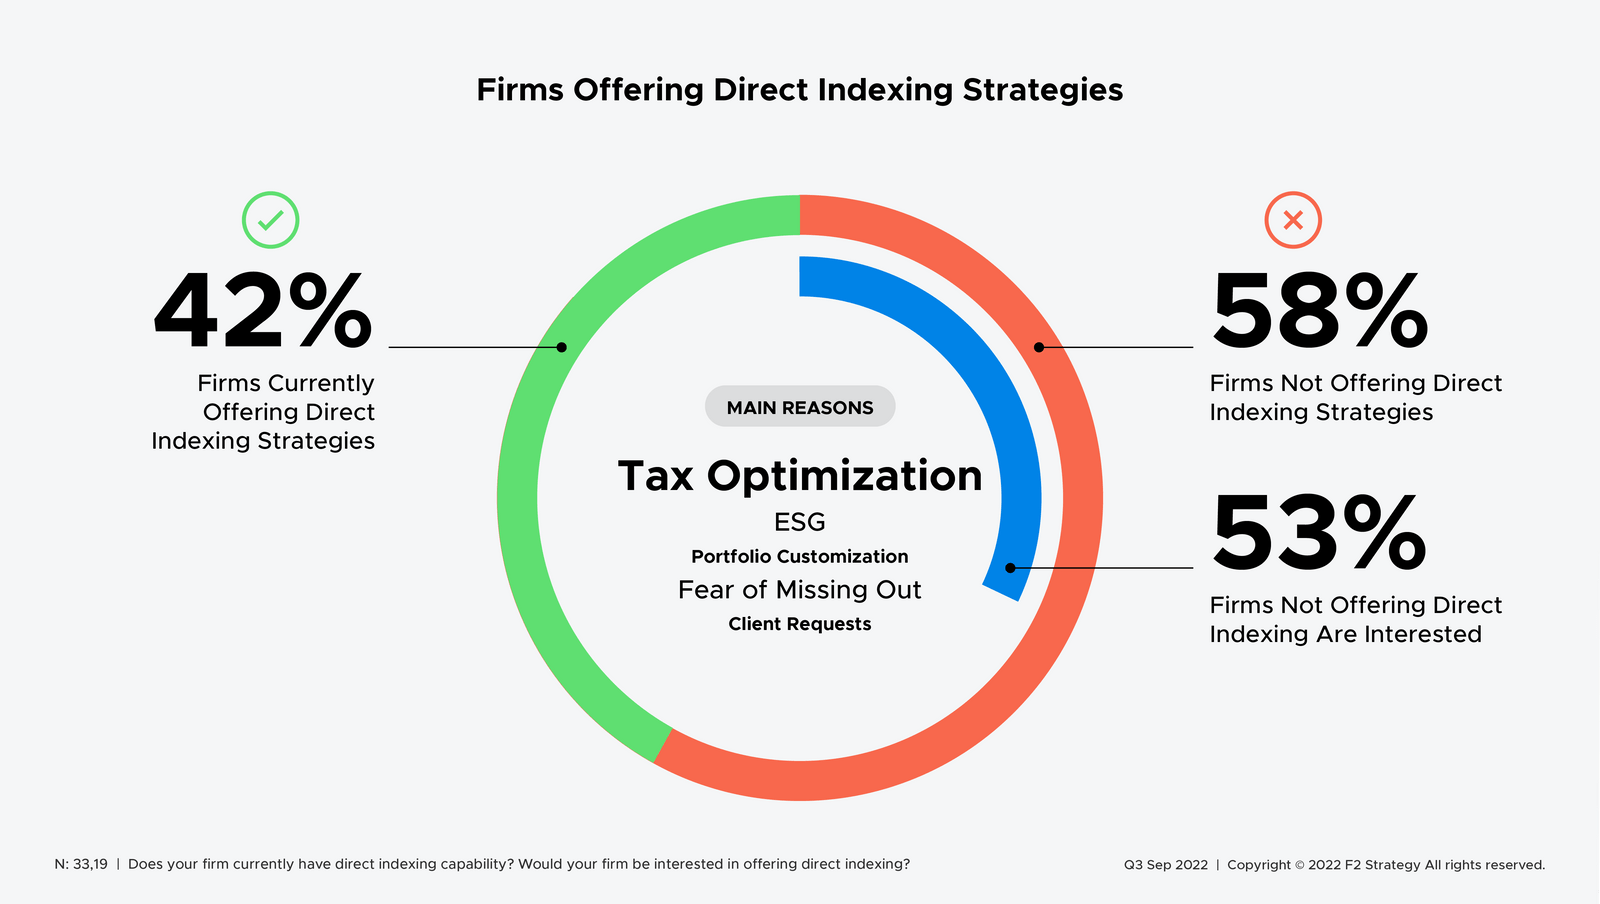 Firms Offering Direct Indexing Strategies
42%
Firms Currently
Offering Direct
Indexing Strategies
58%
Firms Not Offering Direct
Indexing Strategies
53%
Firms Not Offering Direct
Indexing Are Interested
MAIN REASONS
Tax Optimization
ESG
Portfolio Customization
Fear of Missing Out
Client Requests
N: 33,19 | Does your firm currently have direct indexing capability? Would your firm be interested in offering direct indexing?
Q3 Sep 2022 | Copyright © 2022 F2 Strategy All rights reserved.